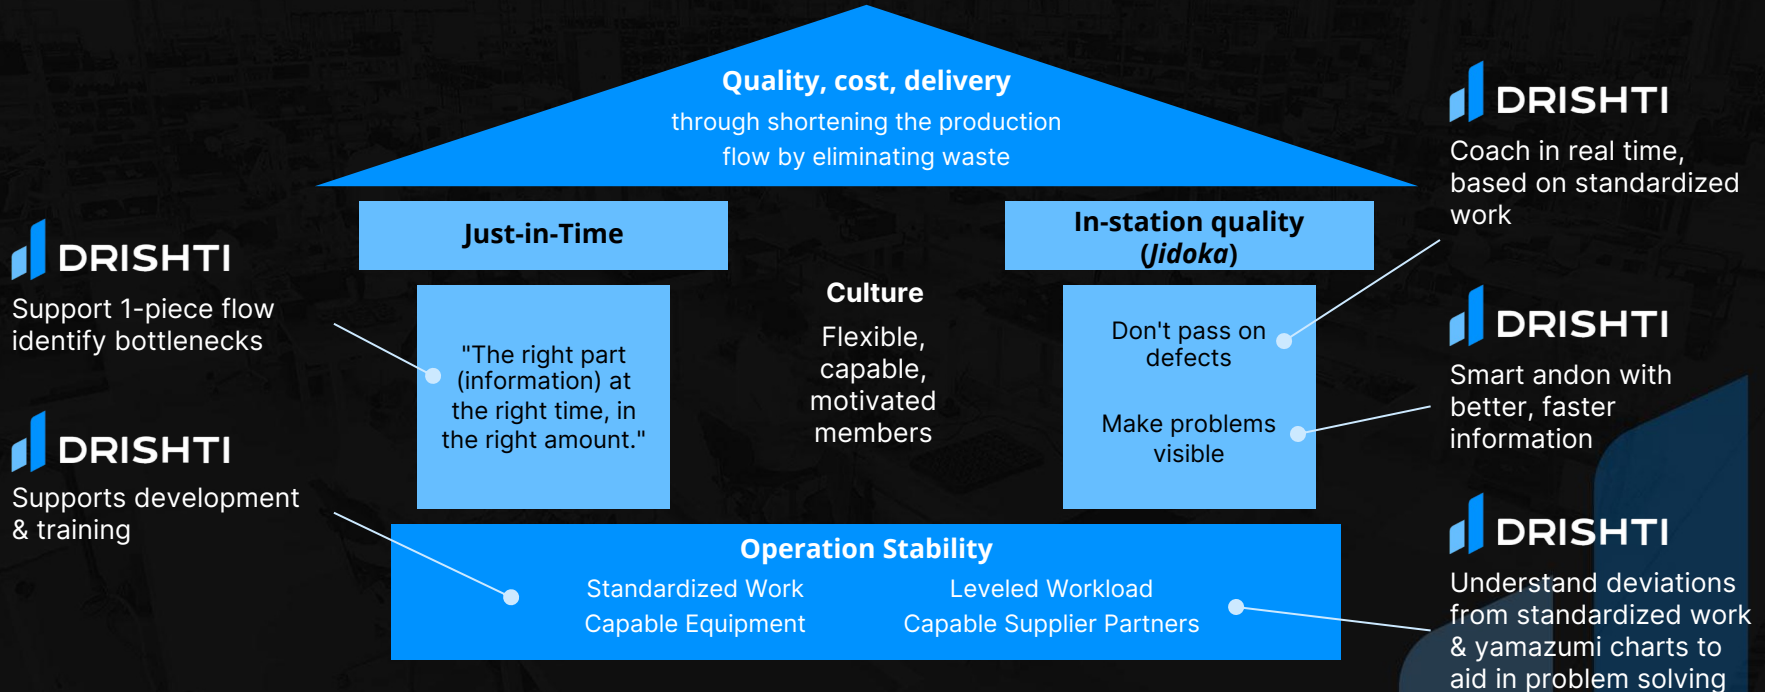 Quality, cost, delivery
through shortening the production
flow by eliminating waste
Just-in-Time
"The right part
(information) at
the right time, in
the right amount."
Culture
Flexible,
capable,
motivated
members
In-station quality
(Jidoka)
Don't pass on
defects
Make problems
visible
Operation Stability
Standardized Work
Capable Equipment
Leveled Workload
Capable Supplier Partners
DRISHTI
Support 1-piece flow
identify bottlenecks
DRISHTI
Supports development
& training
DRISHTI
Coach in real time,
based on standardized
work
DRISHTI
Smart andon with
better, faster
information
DRISHTI
Understand deviations
from standardized work
& yamazumi charts to
aid in problem solving